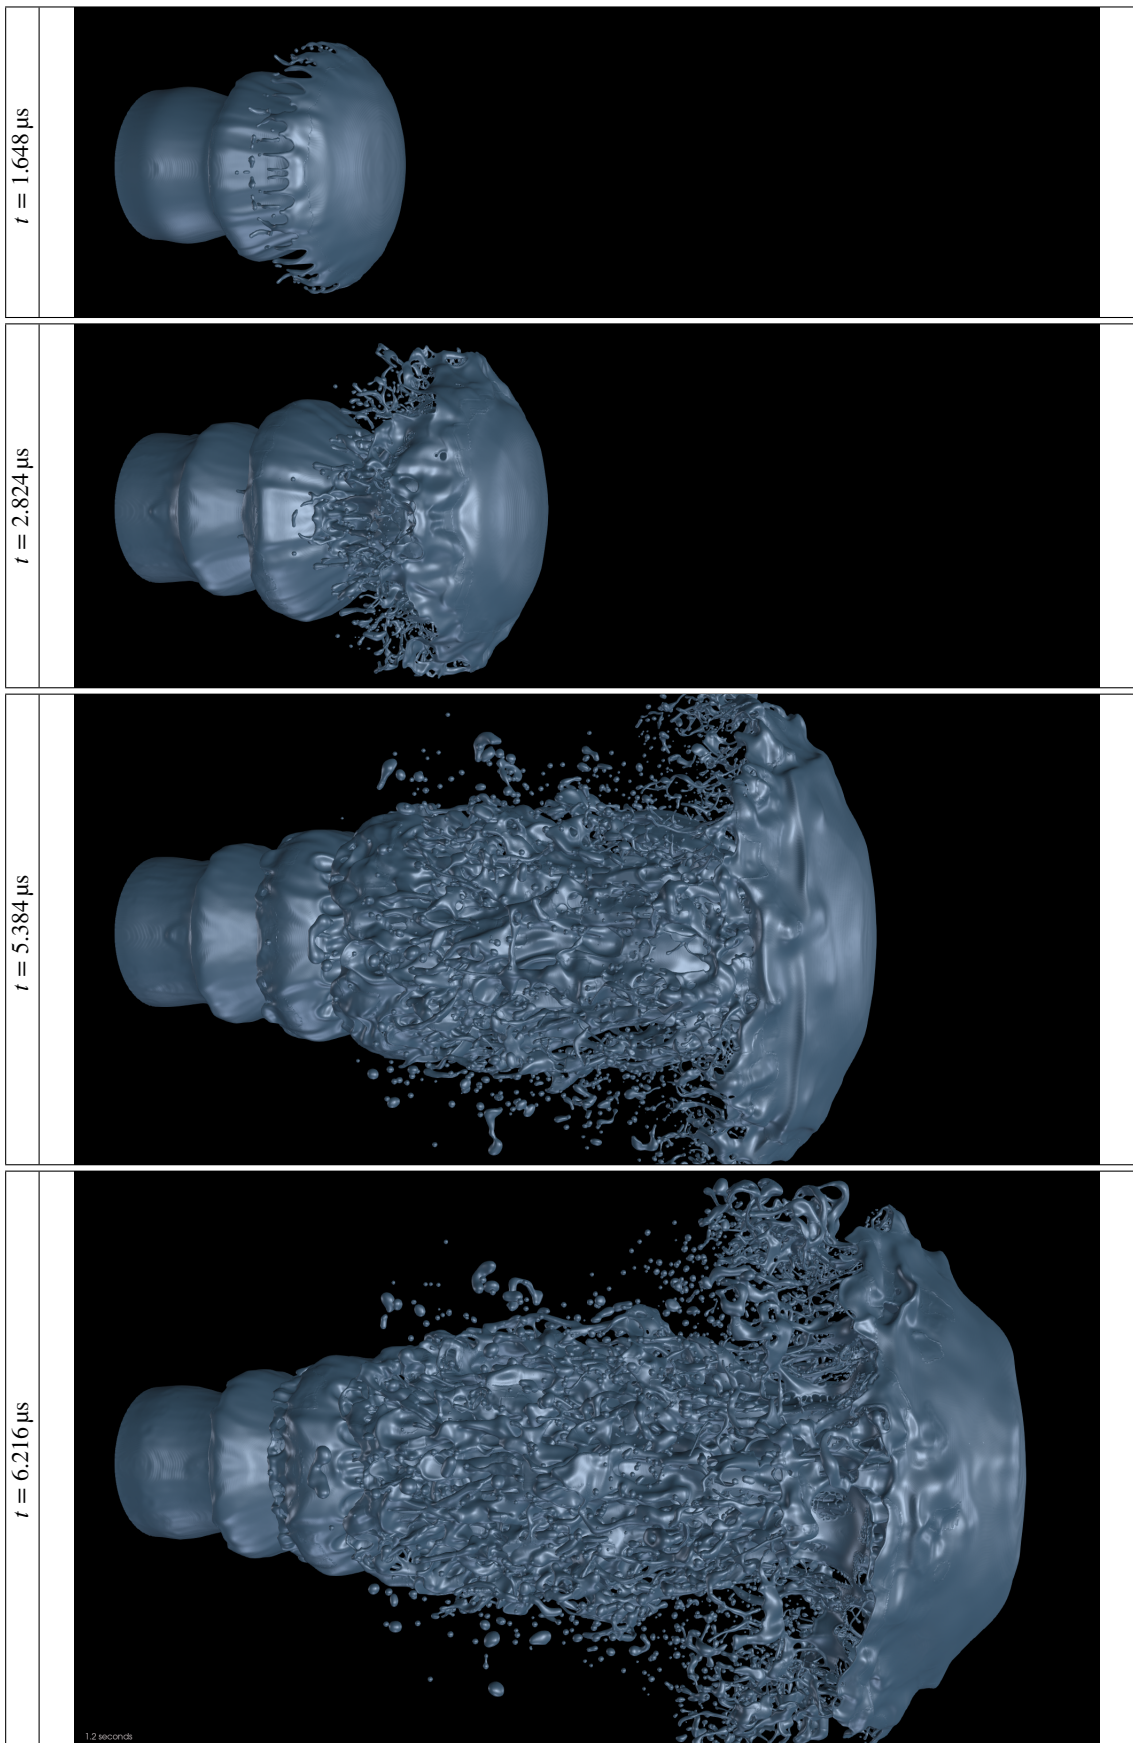 t = 1.648 µs
t = 2.824 µs
t = 5.384 µs
t = 6.216 µs
1.2 seconds